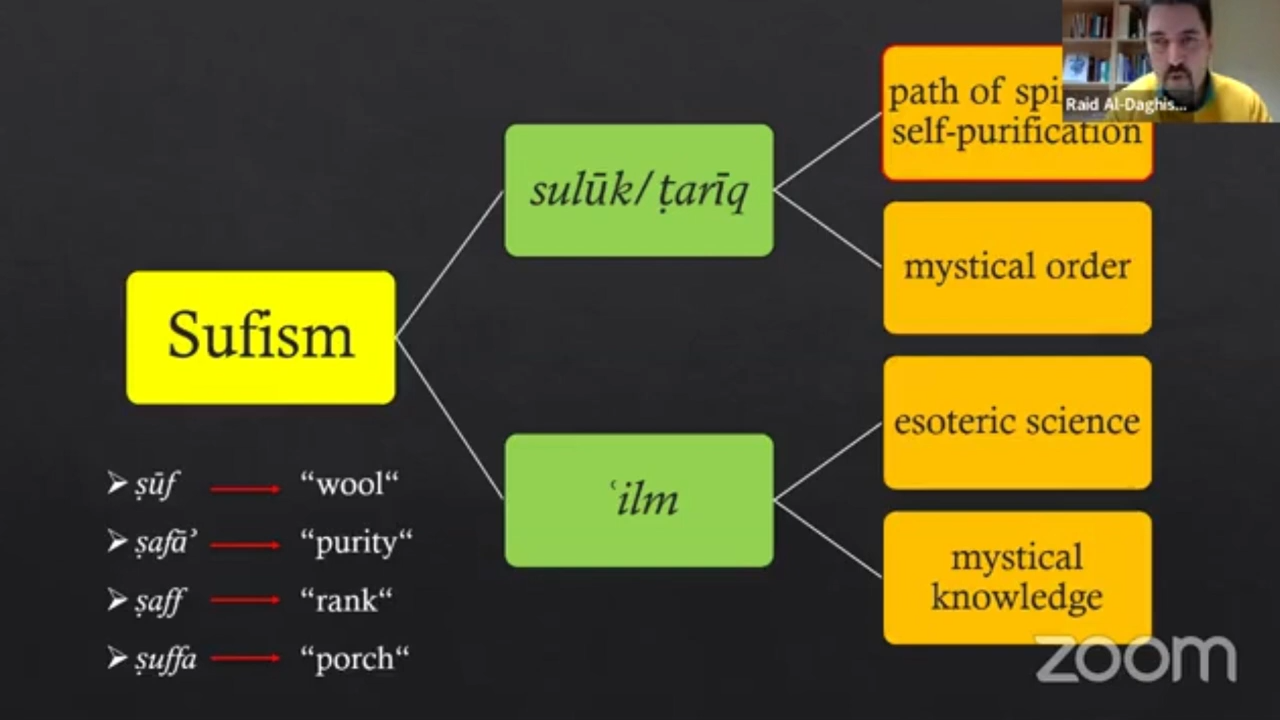 path of
self-purification
Raid Al-Daghis...
sulūk/ ṭarīq
mystical order
Sufism
esoteric science
ʿilm
mystical
knowledge
➢ ṣūf “wool“
➢ ṣafāʾ “purity“
➢ ṣaff “rank“
➢ ṣuffa “porch“
zoom